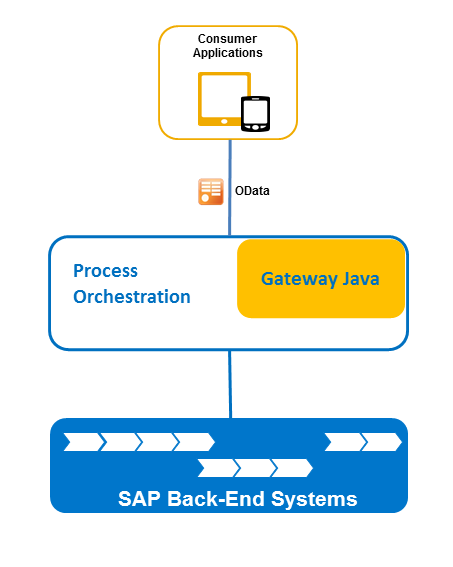 Consumer
Applications
OData
Process
Orchestration
Gateway Java
SAP Back-End Systems